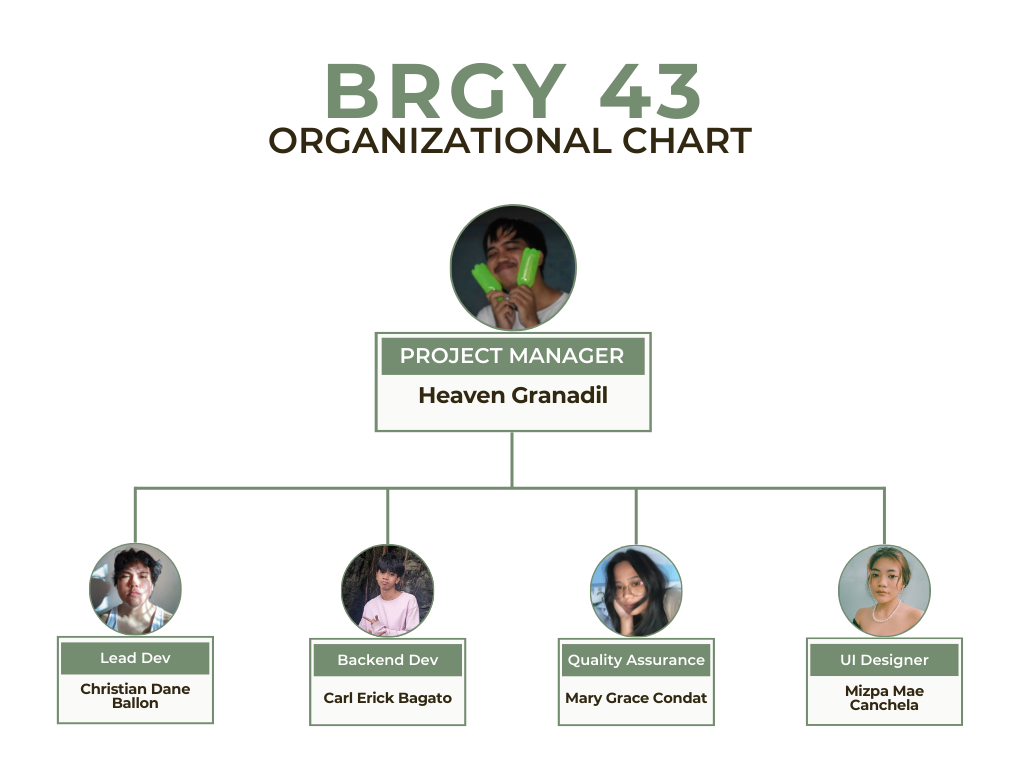 BRGY 43
ORGANIZATIONAL CHART
PROJECT MANAGER
Heaven Granadil
Lead Dev
Christian Dane
Ballon
Backend Dev
Carl Erick Bagato
Quality Assurance
Mary Grace Condat
UI Designer
Mizpa Mae
Canchela